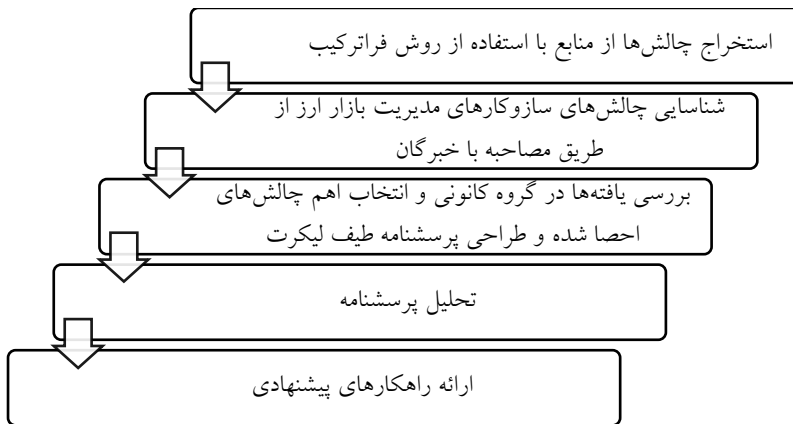 استخراج چالش‌ها از منابع با استفاده از روش فراترکیب
شناسایی چالش‌های سازوکارهای مدیریت بازار ارز از
طریق مصاحبه با خبرگان
بررسی یافته‌ها در گروه کانونی و انتخاب اهم چالش‌های
احصا شده و طراحی پرسشنامه طیف لیکرت
تحلیل پرسشنامه
ارائه راهکارهای پیشنهادی